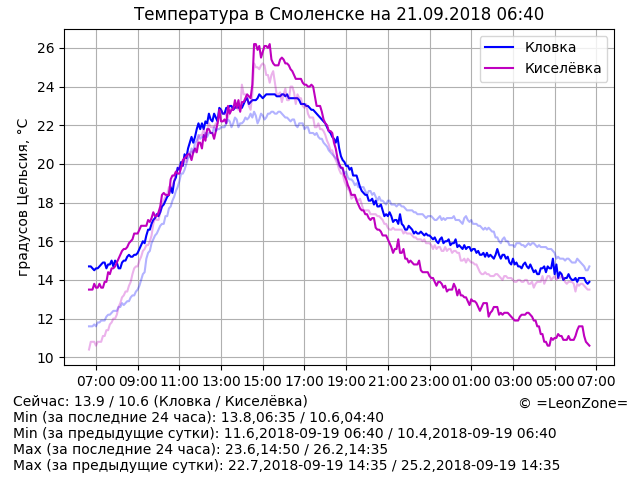 Температура в Смоленске на 21.09.2018 06:40
градусов Цельсия, °C
26
24
22
20
18
16
14
12
10
Кловка
Киселёвка
07:00 09:00 11:00 13:00 15:00 17:00 19:00 21:00 23:00 01:00 03:00 05:00 07:00
Сейчас: 13.9 / 10.6 (Кловка / Киселёвка)
© =LeonZone=
Min (за последние 24 часа): 13.8,06:35 / 10.6,04:40
Min (за предыдущие сутки): 11.6,2018-09-19 06:40 / 10.4,2018-09-19 06:40
Max (за последние 24 часа): 23.6,14:50 / 26.2,14:35
Max (за предыдущие сутки): 22.7,2018-09-19 14:35 / 25.2,2018-09-19 14:35